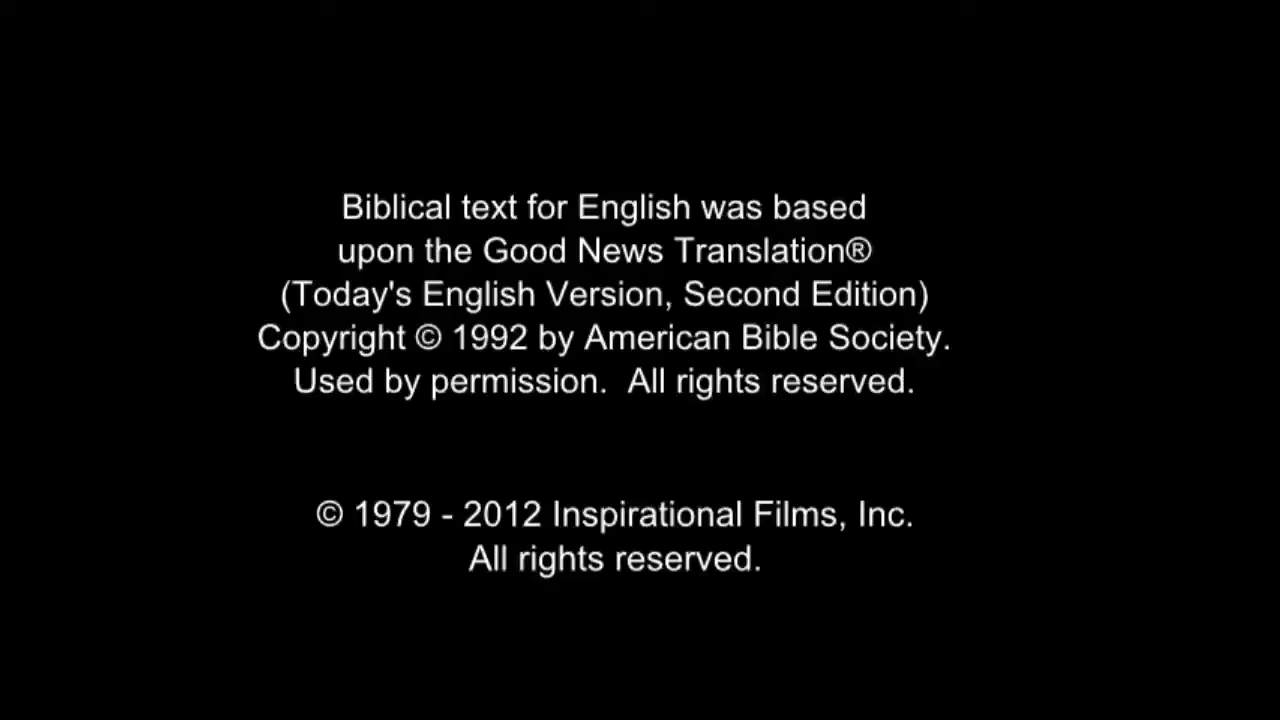 Biblical text for English was based
upon the Good News Translation®
(Today's English Version, Second Edition)
Copyright © 1992 by American Bible Society.
Used by permission.  All rights reserved.
© 1979 - 2012 Inspirational Films, Inc.
All rights reserved.